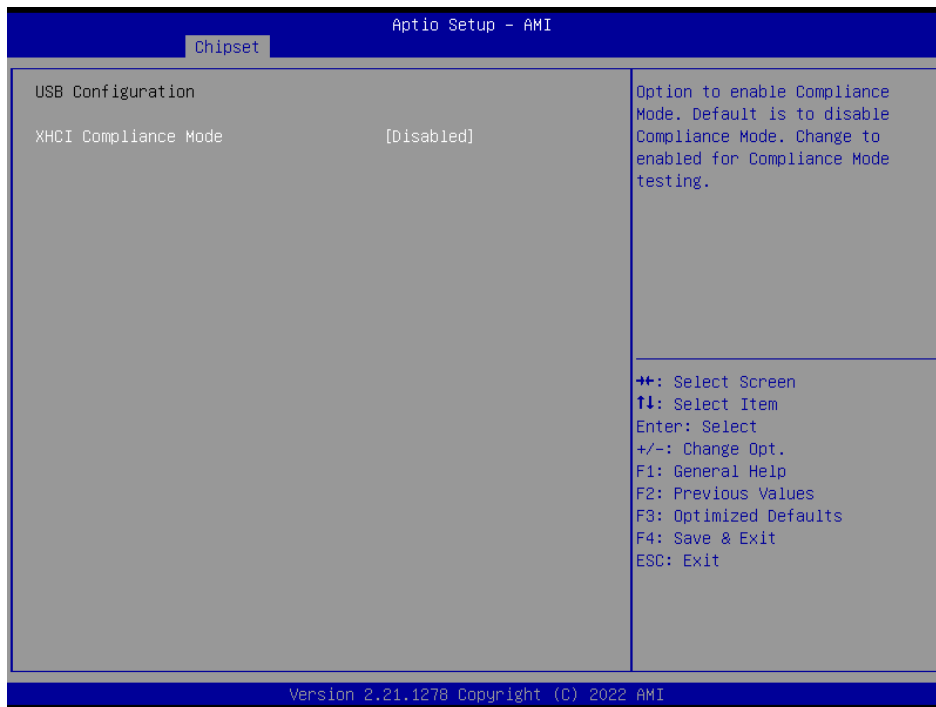 Aptio Setup – AMI
Chipset
USB Configuration
XHCI Compliance Mode [Disabled]
Option to enable Compliance
Mode. Default is to disable
Compliance Mode. Change to
enabled for Compliance Mode
testing.
→←: Select Screen
↑↓: Select Item
Enter: Select
+/-: Change Opt.
F1: General Help
F2: Previous Values
F3: Optimized Defaults
F4: Save & Exit
ESC: Exit
Version 2.21.1278 Copyright (C) 2022 AMI